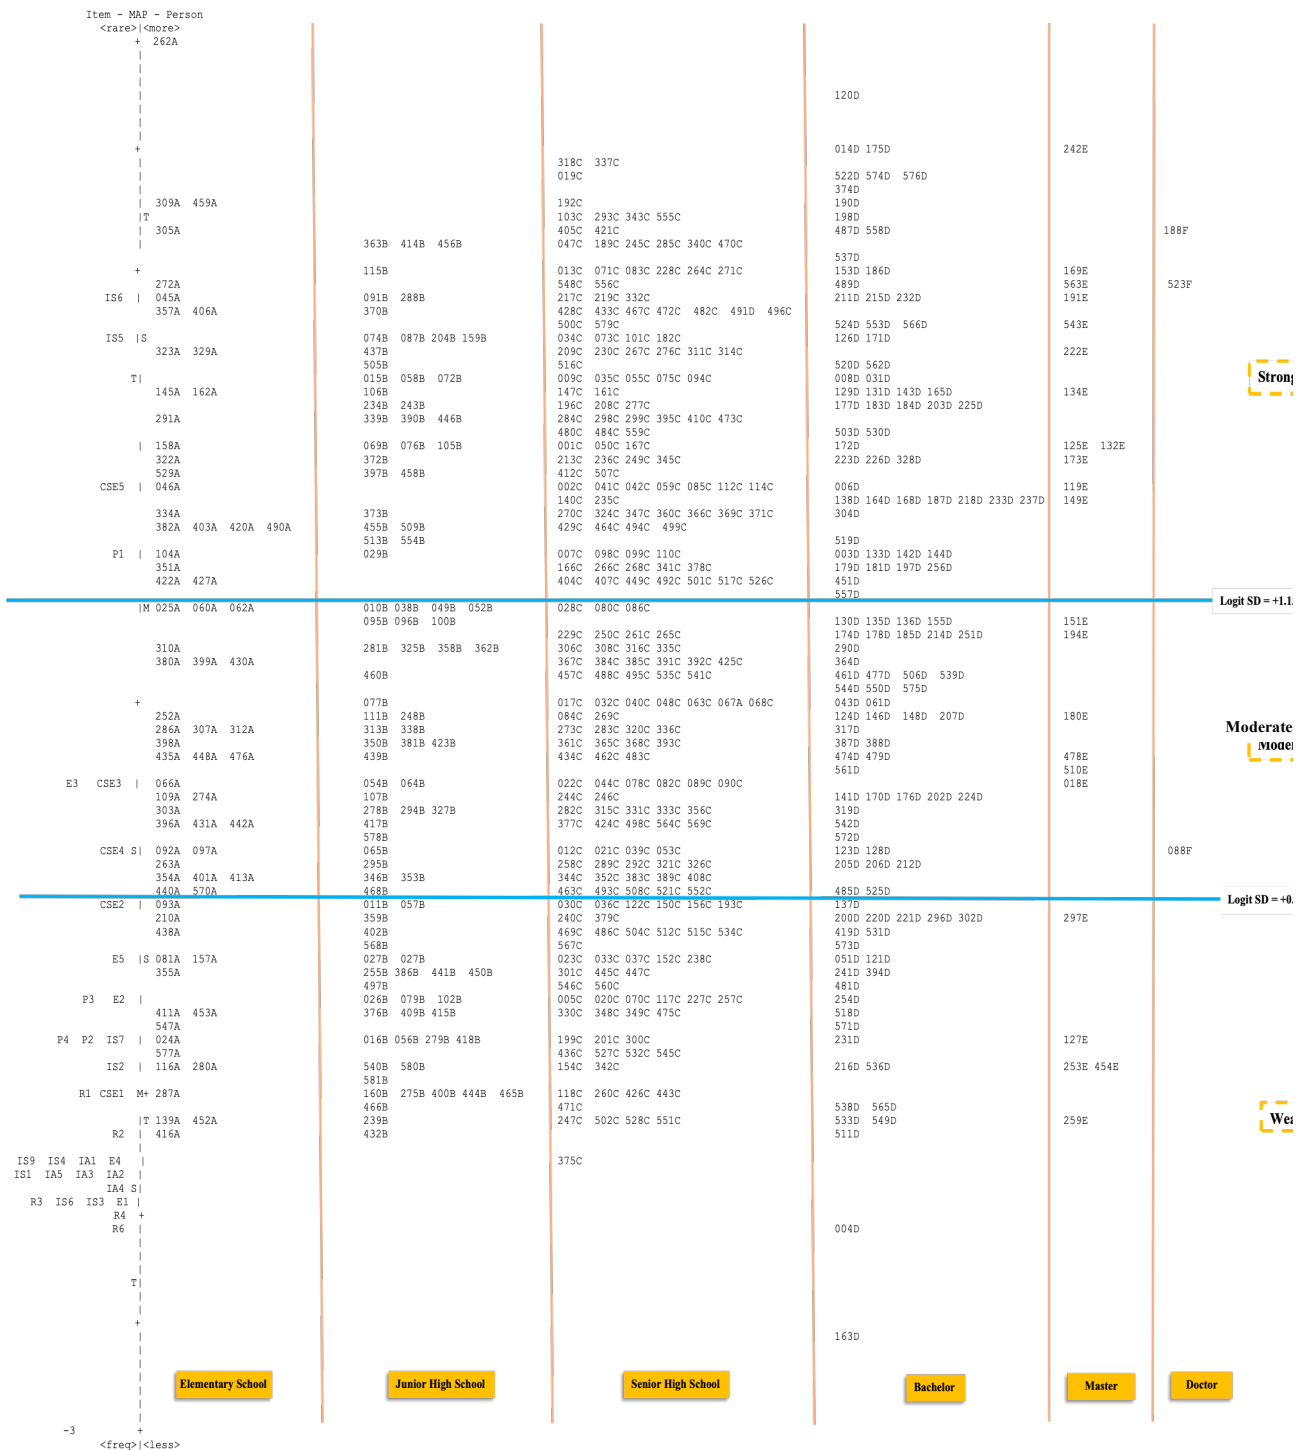 Item - MAP - Person
<rare>|<more>
+ 262A
|
|
|
120D
|
|
|
+ 014D 175D 242E
| 318C 337C
| 019C 522D 574D 576D
| 374D
| 309A 459A 192C 190D
|T 103C 293C 343C 555C 198D
| 305A 405C 421C 487D 558D 188F
| 363B 414B 456B 047C 189C 245C 285C 340C 470C
537D
+ 115B 013C 071C 083C 228C 264C 271C 153D 186D 169E
272A 548C 556C 489D 563E 523F
IS6 | 045A 091B 288B 217C 219C 332C 211D 215D 232D 191E
357A 406A 370B 428C 433C 467C 472C 482C 491D 496C
500C 579C 524D 553D 566D 543E
IS5 |S 074B 087B 204B 159B 034C 073C 101C 182C 126D 171D
323A 329A 437B 209C 230C 267C 276C 311C 314C 222E
505B 516C 520D 562D
T| 015B 058B 072B 009C 035C 055C 075C 094C 008D 031D
Strong
145A 162A 106B 147C 161C 129D 131D 143D 165D 134E
234B 243B 196C 208C 277C 177D 183D 184D 203D 225D
291A 339B 390B 446B 284C 298C 299C 395C 410C 473C
480C 484C 559C 503D 530D
| 158A 069B 076B 105B 001C 050C 167C 172D 125E 132E
322A 372B 213C 236C 249C 345C 223D 226D 328D 173E
529A 397B 458B 412C 507C
CSE5 | 046A 002C 041C 042C 059C 085C 112C 114C 006D 119E
140C 235C 138D 164D 168D 187D 218D 233D 237D 149E
334A 373B 270C 324C 347C 360C 366C 369C 371C 304D
382A 403A 420A 490A 455B 509B 429C 464C 494C 499C
513B 554B 519D
P1 | 104A 029B 007C 098C 099C 110C 003D 133D 142D 144D
351A 166C 266C 268C 341C 378C 179D 181D 197D 256D
422A 427A 404C 407C 449C 492C 501C 517C 526C 451D
557D
Logit SD = +1.1
|M 025A 060A 062A 010B 038B 049B 052B 028C 080C 086C
095B 096B 100B 130D 135D 136D 155D 151E
229C 250C 261C 265C 174D 178D 185D 214D 251D 194E
310A 281B 325B 358B 362B 306C 308C 316C 335C 290D
380A 399A 430A 367C 384C 385C 391C 392C 425C 364D
460B 457C 488C 495C 535C 541C 461D 477D 506D 539D
544D 550D 575D
+ 077B 017C 032C 040C 048C 063C 067A 068C 043D 061D
252A 111B 248B 084C 269C 124D 146D 148D 207D 180E
286A 307A 312A 313B 338B 273C 283C 320C 336C 317D
Moderate
398A 350B 381B 423B 361C 365C 368C 393C 387D 388D
435A 448A 476A 439B 434C 462C 483C 474D 479D 478E
561D 510E
E3 CSE3 | 066A 054B 064B 022C 044C 078C 082C 089C 090C 018E
109A 274A 107B 244C 246C 141D 170D 176D 202D 224D
303A 278B 294B 327B 282C 315C 331C 333C 356C 319D
396A 431A 442A 417B 377C 424C 498C 564C 569C 542D
578B 572D
CSE4 S| 092A 097A 065B 012C 021C 039C 053C 123D 128D 088F
263A 295B 258C 289C 292C 321C 326C 205D 206D 212D
354A 401A 413A 346B 353B 344C 352C 383C 389C 408C
440A 570A 468B 463C 493C 508C 521C 552C 485D 525D
Logit SD = +0.
CSE2 | 093A 011B 057B 030C 036C 122C 150C 156C 193C 137D
210A 359B 240C 379C 200D 220D 221D 296D 302D 297E
438A 402B 469C 486C 504C 512C 515C 534C 419D 531D
568B 567C 573D
E5 |S 081A 157A 027B 027B 023C 033C 037C 152C 238C 051D 121D
355A 255B 386B 441B 450B 301C 445C 447C 241D 394D
497B 546C 560C 481D
P3 E2 | 026B 079B 102B 005C 020C 070C 117C 227C 257C 254D
411A 453A 376B 409B 415B 330C 348C 349C 475C 518D
547A 571D
P4 P2 IS7 | 024A 016B 056B 279B 418B 199C 201C 300C 231D 127E
577A 436C 527C 532C 545C
IS2 | 116A 280A 540B 580B 154C 342C 216D 536D 253E 454E
581B
R1 CSE1 M+ 287A 160B 275B 400B 444B 465B 118C 260C 426C 443C
466B 471C 538D 565D
|T 139A 452A 239B 247C 502C 528C 551C 533D 549D 259E
R2 | 416A 432B 511D
|
IS9 IS4 IA1 E4 | 375C
IS1 IA5 IA3 IA2 |
IA4 S|
R3 IS6 IS3 E1 |
R4 +
R6 | 004D
|
|
|
T|
|
|
+
| 163D
|
|
|
Elementary School Junior High School Senior High School Bachelor Master Doctor
|
|
-3 +
<freq>|<less>